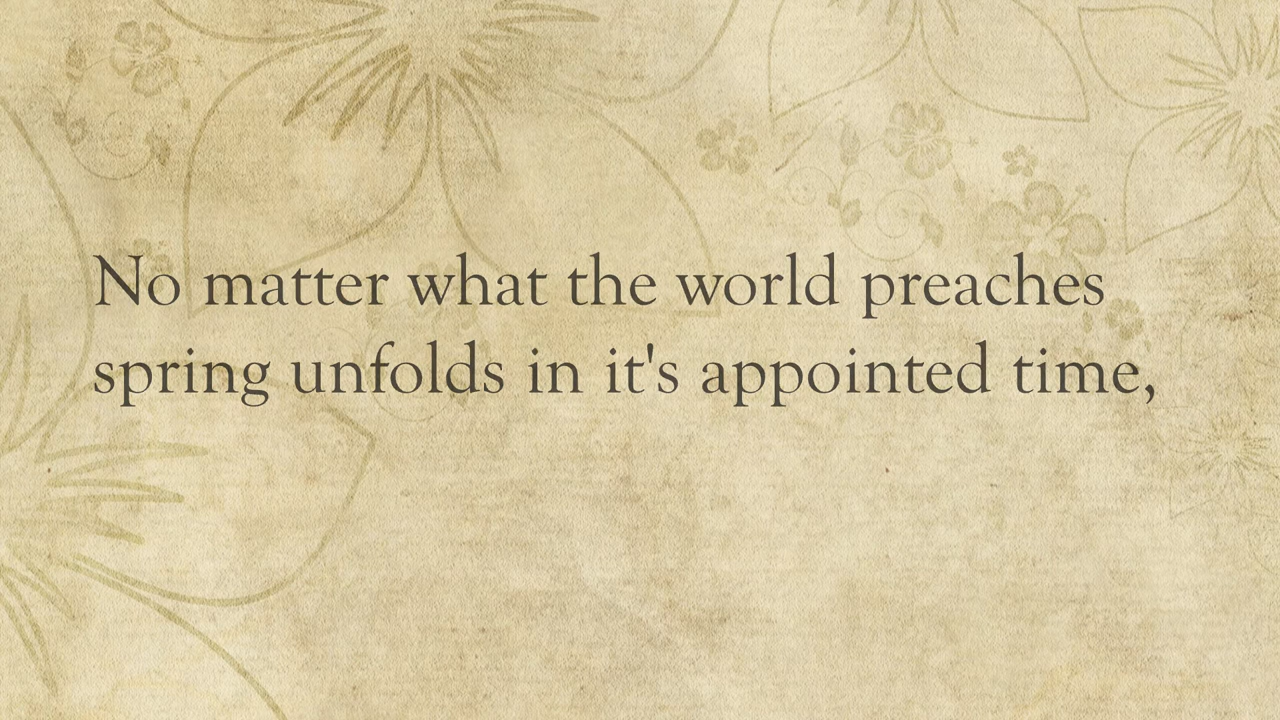 No matter what the world preaches
spring unfolds in it's appointed time,